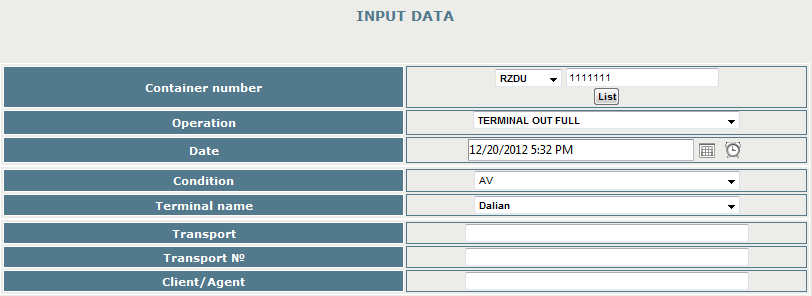 INPUT DATA
Container number RZDU 1111111
List
Operation TERMINAL OUT FULL
Date 12/20/2012 5:32 PM
Condition AV
Terminal name Dalian
Transport
Transport №
Client/Agent